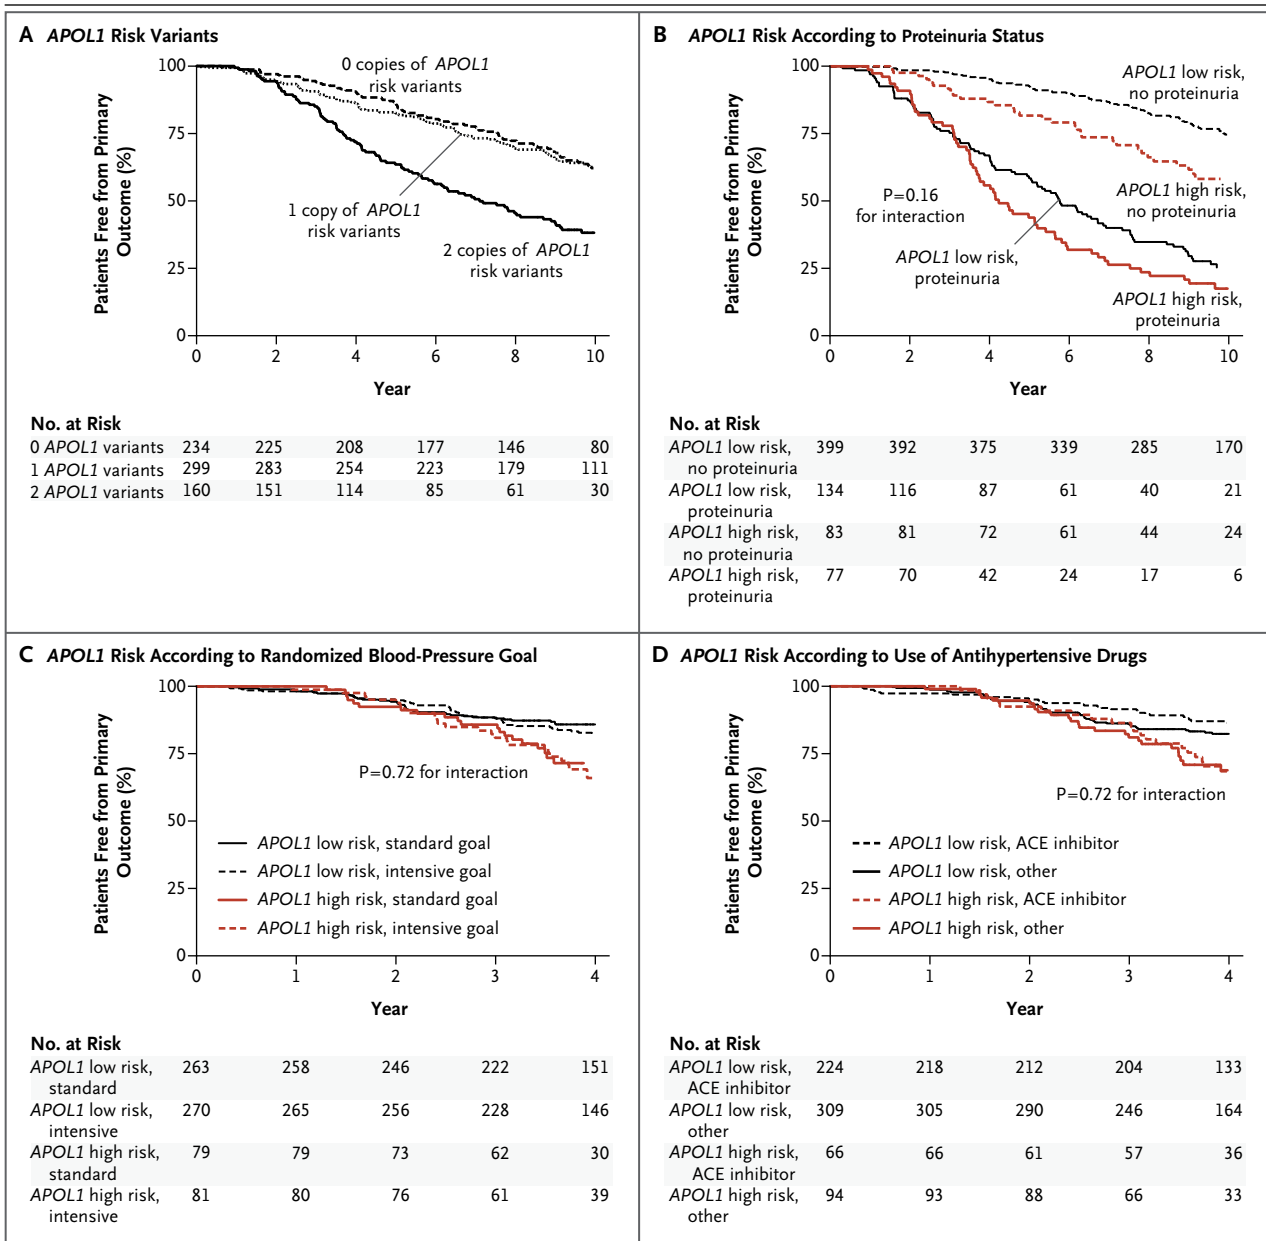 A APOL1 Risk Variants
Patients Free from Primary
Outcome (%)
100
75
50
25
0
0 copies of APOL1
risk variants
1 copy of APOL1
risk variants
2 copies of APOL1
risk variants
0 2 4 6 8 10
Year
No. at Risk
0 APOL1 variants 234 225 208 177 146 80
1 APOL1 variants 299 283 254 223 179 111
2 APOL1 variants 160 151 114 85 61 30
B APOL1 Risk According to Proteinuria Status
Patients Free from Primary
Outcome (%)
100
75
50
25
0
APOL1 low risk,
no proteinuria
APOL1 high risk,
no proteinuria
P=0.16
for interaction
APOL1 low risk,
proteinuria
APOL1 high risk,
proteinuria
0 2 4 6 8 10
Year
No. at Risk
APOL1 low risk, 399 392 375 339 285 170
no proteinuria
APOL1 low risk, 134 116 87 61 40 21
proteinuria
APOL1 high risk, 83 81 72 61 44 24
no proteinuria
APOL1 high risk, 77 70 42 24 17 6
proteinuria
C APOL1 Risk According to Randomized Blood-Pressure Goal
Patients Free from Primary
Outcome (%)
100
75
50
25
0
P=0.72 for interaction
APOL1 low risk, standard goal
APOL1 low risk, intensive goal
APOL1 high risk, standard goal
APOL1 high risk, intensive goal
0 1 2 3 4
Year
No. at Risk
APOL1 low risk, 263 258 246 222 151
standard
APOL1 low risk, 270 265 256 228 146
intensive
APOL1 high risk, 79 79 73 62 30
standard
APOL1 high risk, 81 80 76 61 39
intensive
D APOL1 Risk According to Use of Antihypertensive Drugs
Patients Free from Primary
Outcome (%)
100
75
50
25
0
P=0.72 for interaction
APOL1 low risk, ACE inhibitor
APOL1 low risk, other
APOL1 high risk, ACE inhibitor
APOL1 high risk, other
0 1 2 3 4
Year
No. at Risk
APOL1 low risk, 224 218 212 204 133
ACE inhibitor
APOL1 low risk, 309 305 290 246 164
other
APOL1 high risk, 66 66 61 57 36
ACE inhibitor
APOL1 high risk, 94 93 88 66 33
other